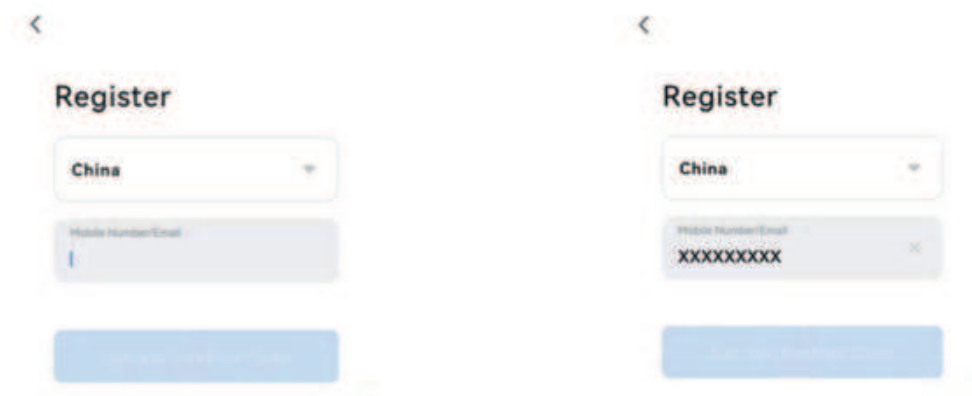 Register
China
Mobile Number/Email
Register
China
Mobile Number/Email
XXXXXXXXX